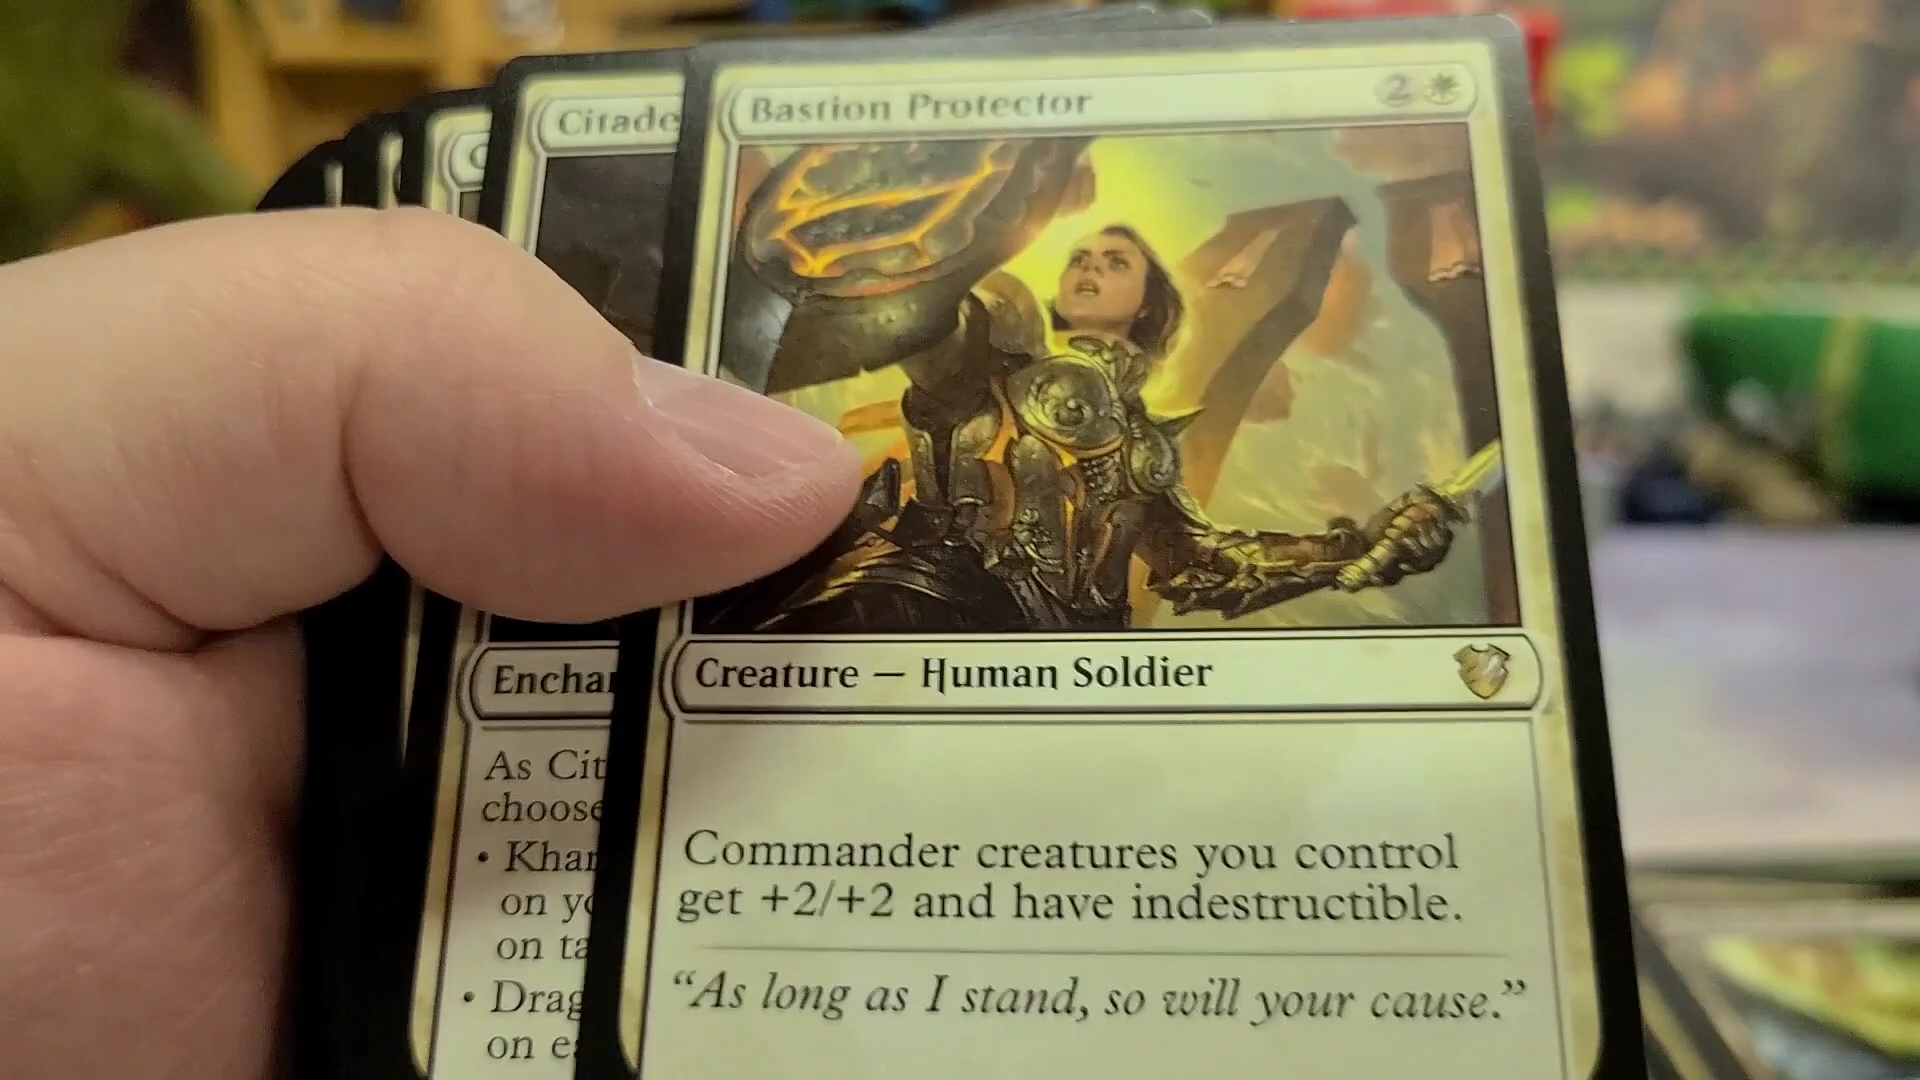 Bastion Protector 2
Creature — Human Soldier
Commander creatures you control
get +2/+2 and have indestructible.
“As long as I stand, so will your cause.”
Citade
Enchan
As Cit
choose
• Khan
on yo
on ta
• Drag
on ea
C